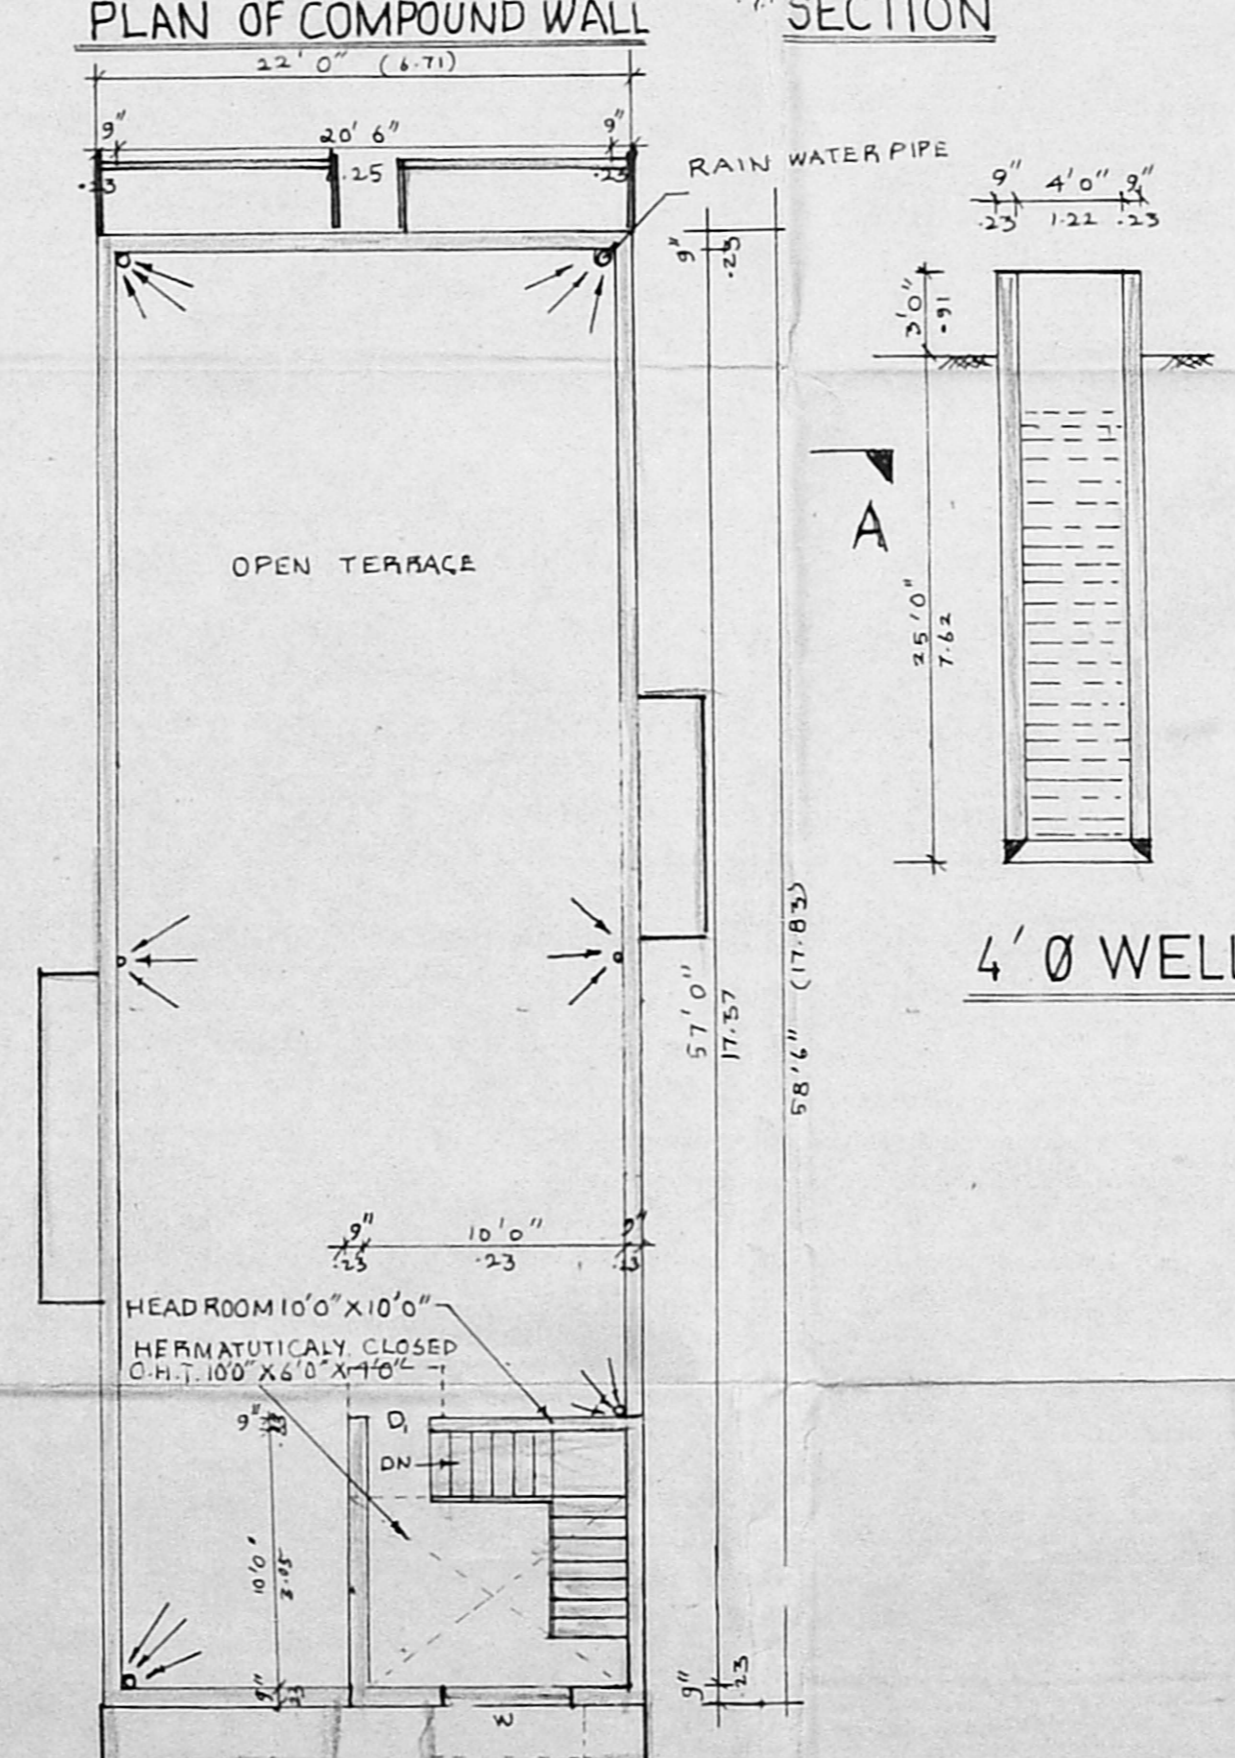 PLAN OF COMPOUND WALL
SECTION
22'0" (6.71)
9" 20'6" 9"
.23 .25 .23
RAIN WATER PIPE
9" 4'0" 9"
.23 1.22 .23
9"
.23
3'0"
.91
OPEN TERRACE
A
25'0"
7.62
4'Ø WELL
57'0"
17.37
58'6" (17.83)
9" 10'0" 9"
.23 .23 .23
HEADROOM 10'0" X 10'0"
HERMATUTICALY. CLOSED
O.H.T. 10'0" X 6'0" X 4'0"
9"
.23
D1
DN
10'0"
3.05
9"
.23
9"
.23
W